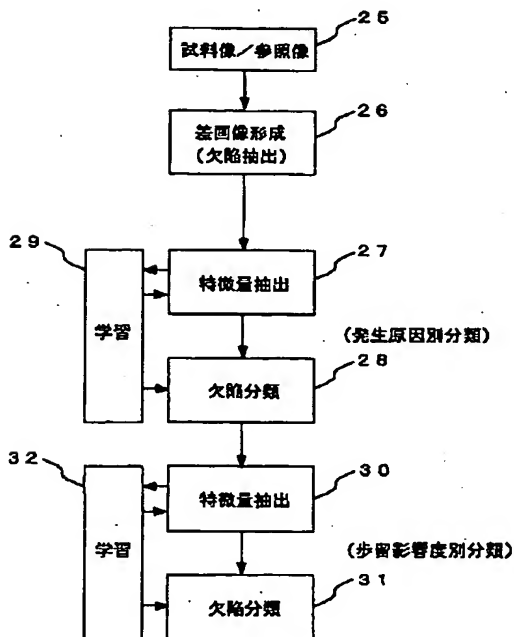 25
試料像/参照像
26
差画像形成
(欠陥抽出)
29
27
特徴量抽出
学習
(発生原因別分類)
28
欠陥分類
32
30
特徴量抽出
学習
(歩留影響度別分類)
31
欠陥分類